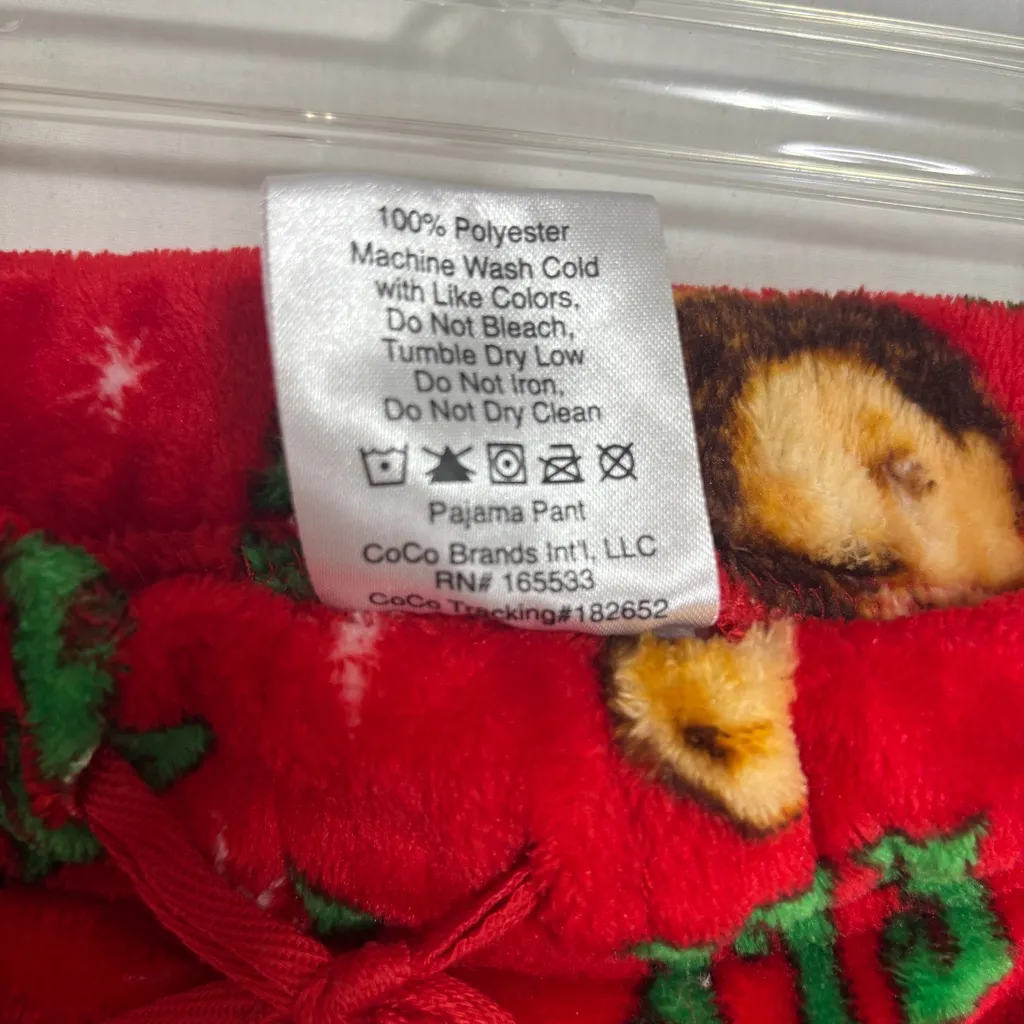 100% Polyester
Machine Wash Cold
with Like Colors,
Do Not Bleach,
Tumble Dry Low
Do Not Iron,
Do Not Dry Clean
Pajama Pant
CoCo Brands Int'l, LLC
RN# 165533
CoCo Tracking#182652